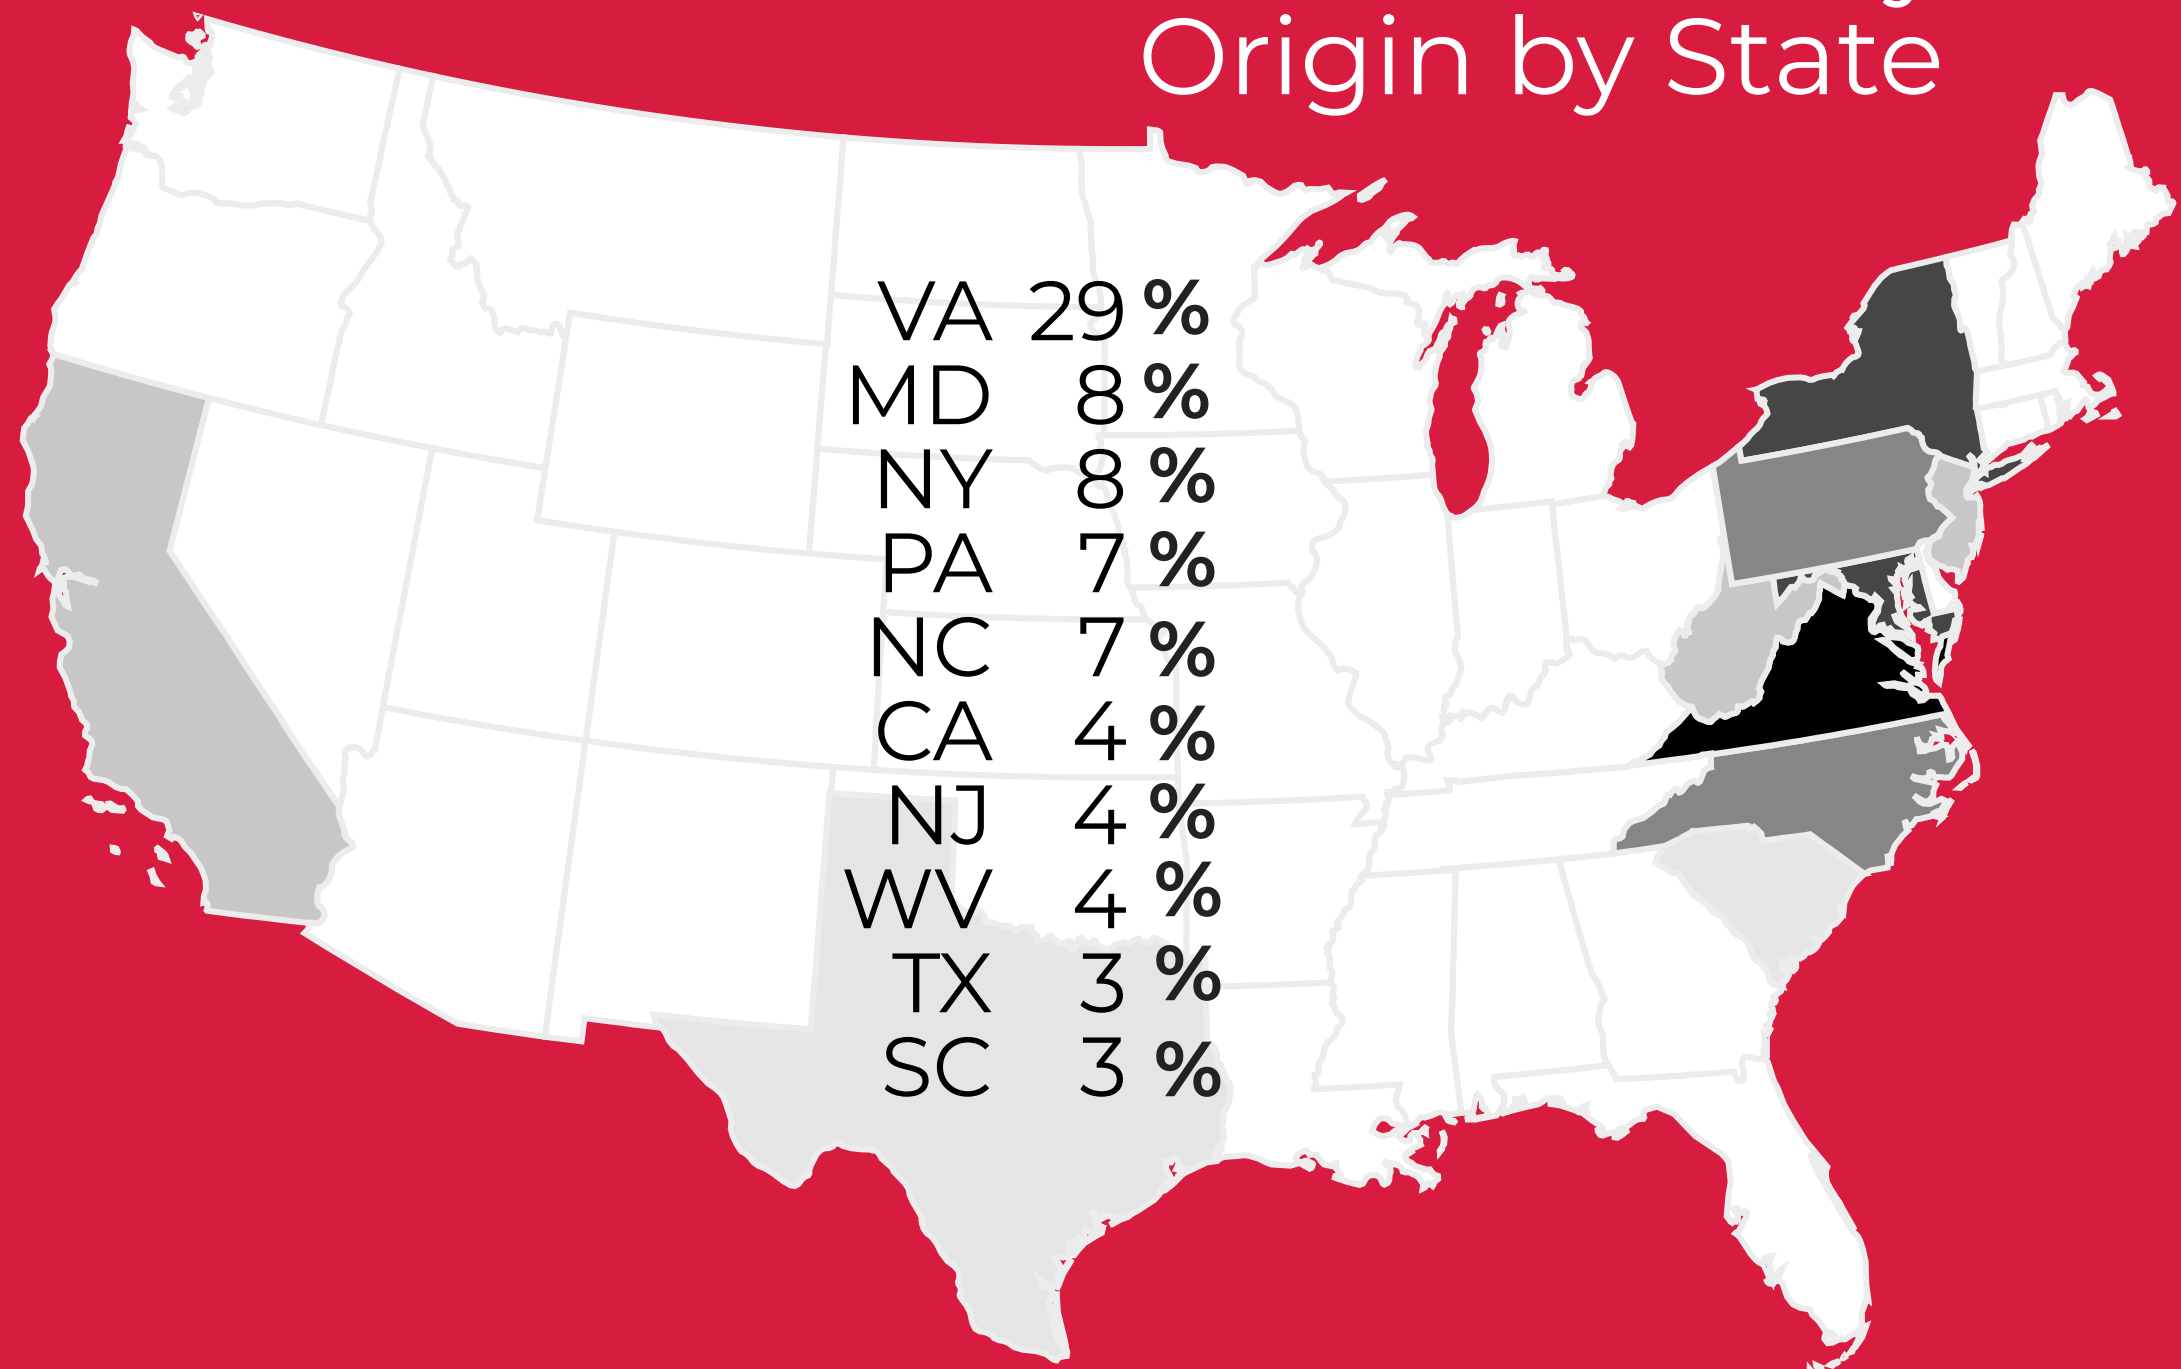 Origin by State
VA 29 %
MD 8 %
NY 8 %
PA 7 %
NC 7 %
CA 4 %
NJ 4 %
WV 4 %
TX 3 %
SC 3 %